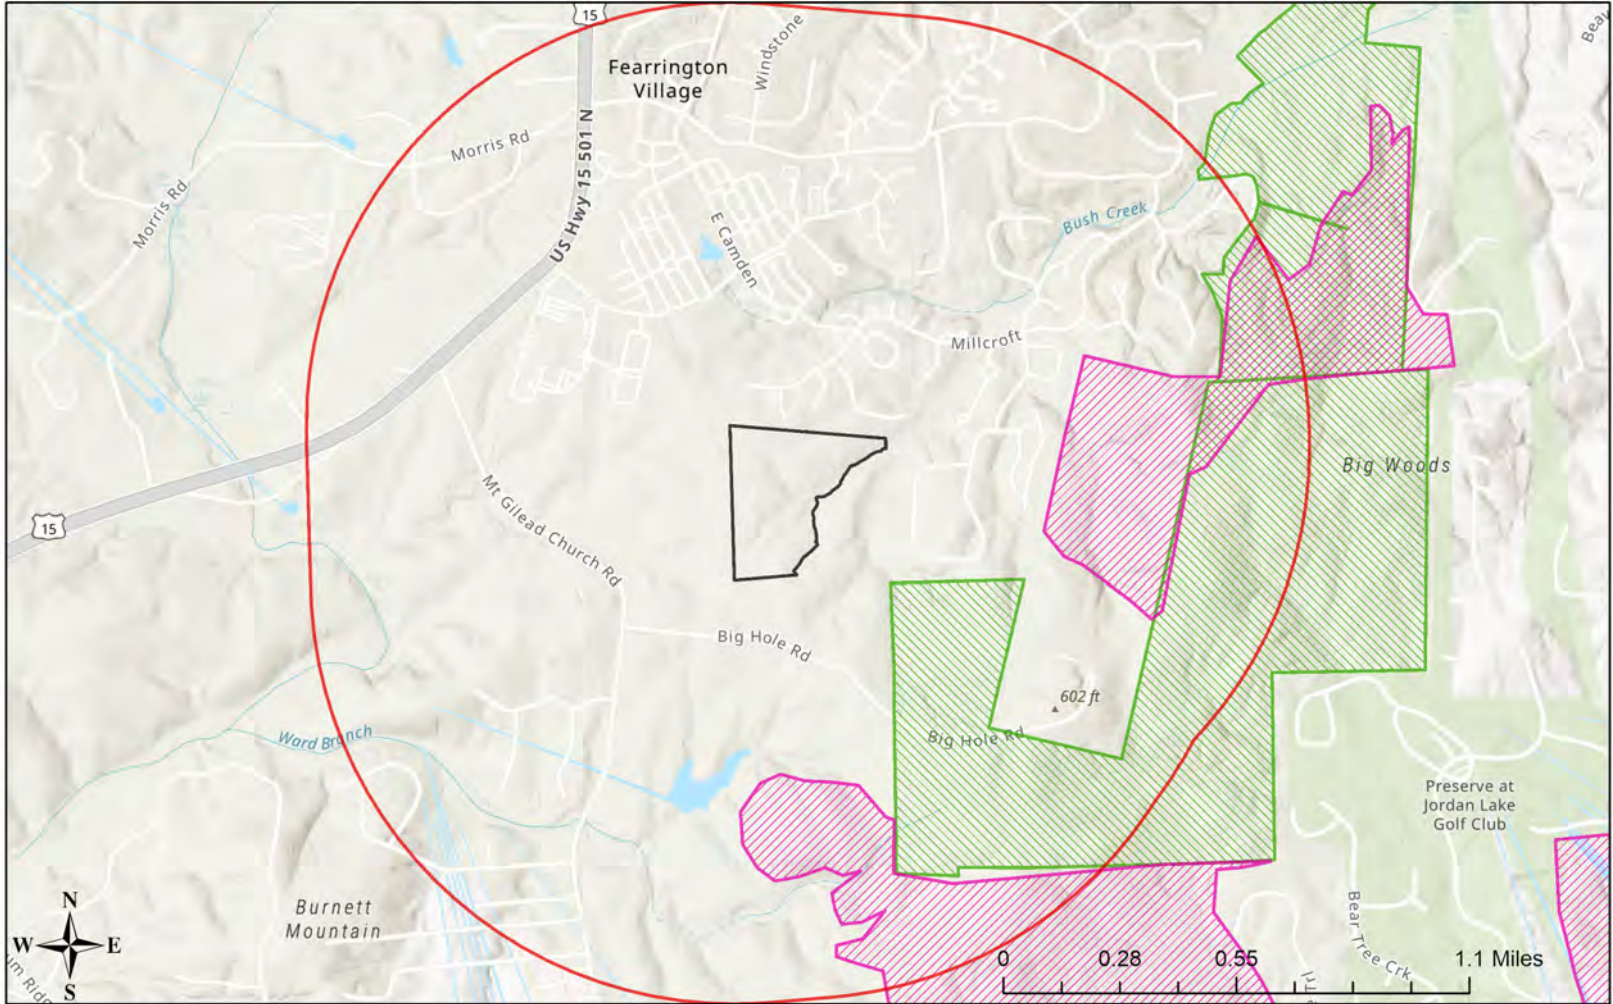 15
Fearrington
Village
Windstone
Beau
Morris Rd
Morris Rd
US Hwy 15 501 N
E Camden
Bush Creek
Millcroft
Big Woods
Mt Gilead Church Rd
15
Big Hole Rd
602 ft
Big Hole Rd
Ward Branch
Preserve at
Jordan Lake
Golf Club
Burnett
Mountain
Bear Tree Crk
N
W E
S
0 0.28 0.55 1.1 Miles